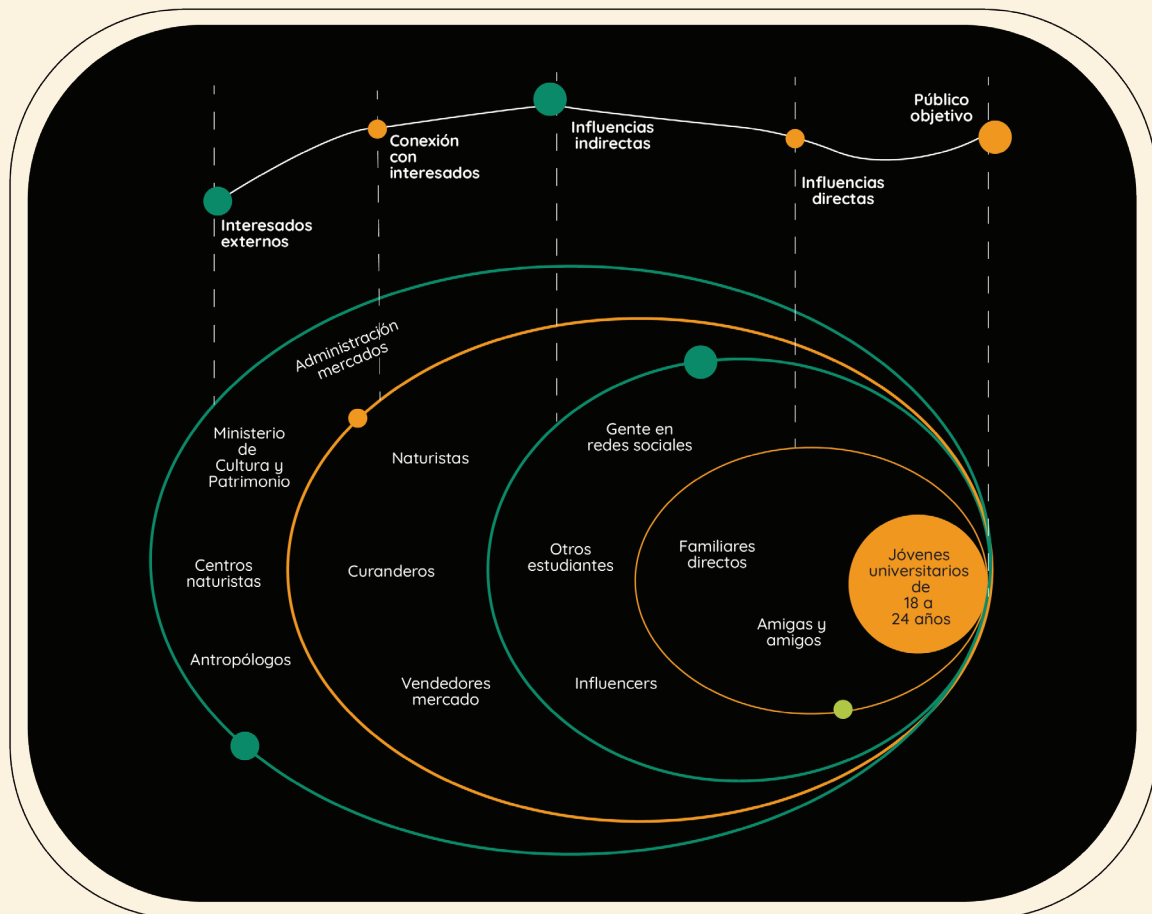 Público
objetivo
Influencias
indirectas
Conexión
con
interesados
Influencias
directas
Interesados
externos
Administración
mercados
Ministerio
de
Cultura y
Patrimonio
Naturistas
Gente en
redes sociales
Centros
naturistas
Curanderos
Otros
estudiantes
Familiares
directos
Jóvenes
universitarios
de
18 a
24 años
Amigas y
amigos
Antropólogos
Vendedores
mercado
Influencers